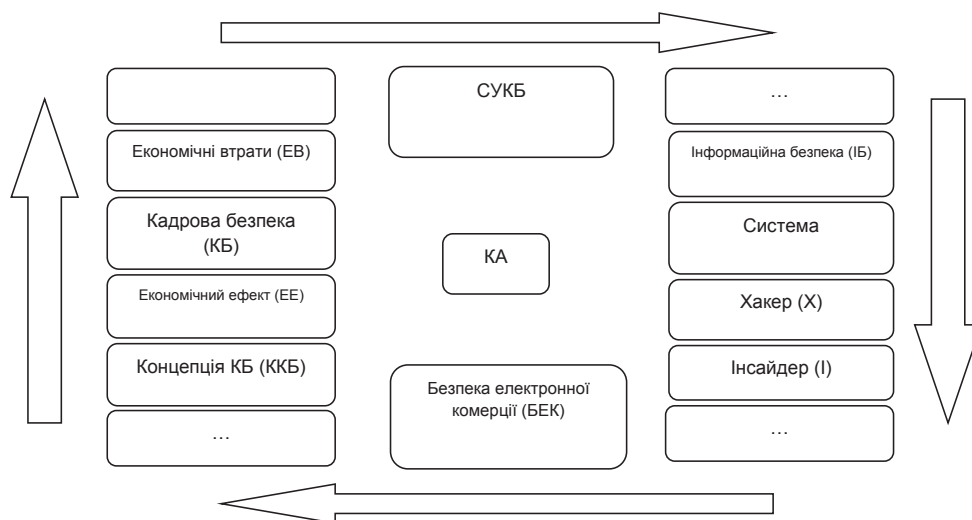 Економічні втрати (ЕВ)
Кадрова безпека
(КБ)
Економічний ефект (ЕЕ)
Концепція КБ (ККБ)
…
СУКБ
КА
Безпека електронної
комерції (БЕК)
…
Інформаційна безпека (ІБ)
Система
Хакер (Х)
Інсайдер (І)
…